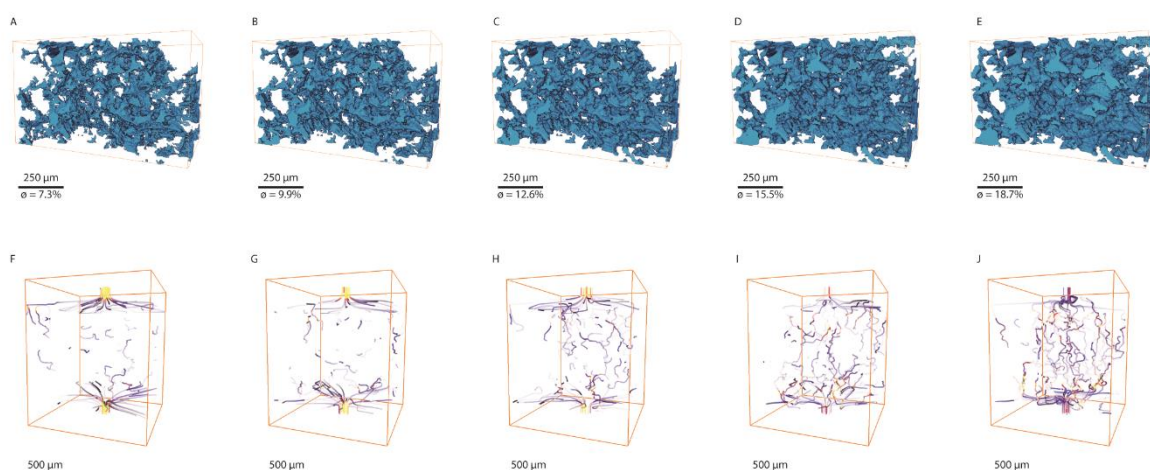 A
B
C
D
E
250 μm
ø = 7.3%
250 μm
ø = 9.9%
250 μm
ø = 12.6%
250 μm
ø = 15.5%
250 μm
ø = 18.7%
F
G
H
I
J
500 μm
500 μm
500 μm
500 μm
500 μm